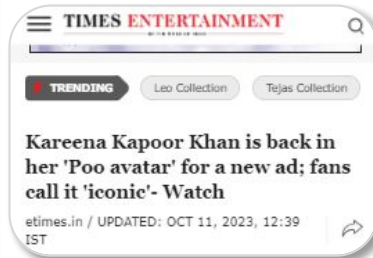 TIMES ENTERTAINMENT
TRENDING
Leo Collection
Tejas Collection
Kareena Kapoor Khan is back in
her 'Poo avatar' for a new ad; fans
call it 'iconic'- Watch
etimes.in / UPDATED: OCT 11, 2023, 12:39
IST